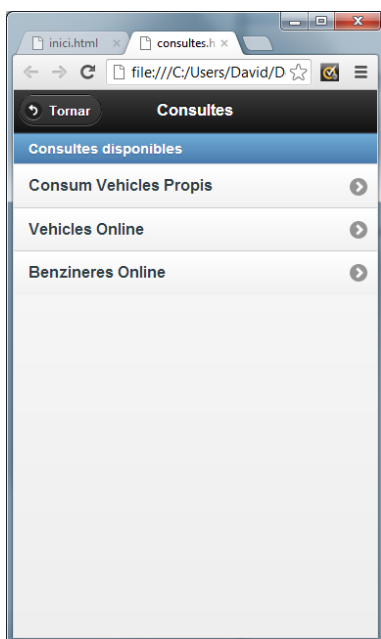 inici.html
consultes.h
file:///C:/Users/David/D
Tornar
Consultes
Consultes disponibles
Consum Vehicles Propis
Vehicles Online
Benzineres Online